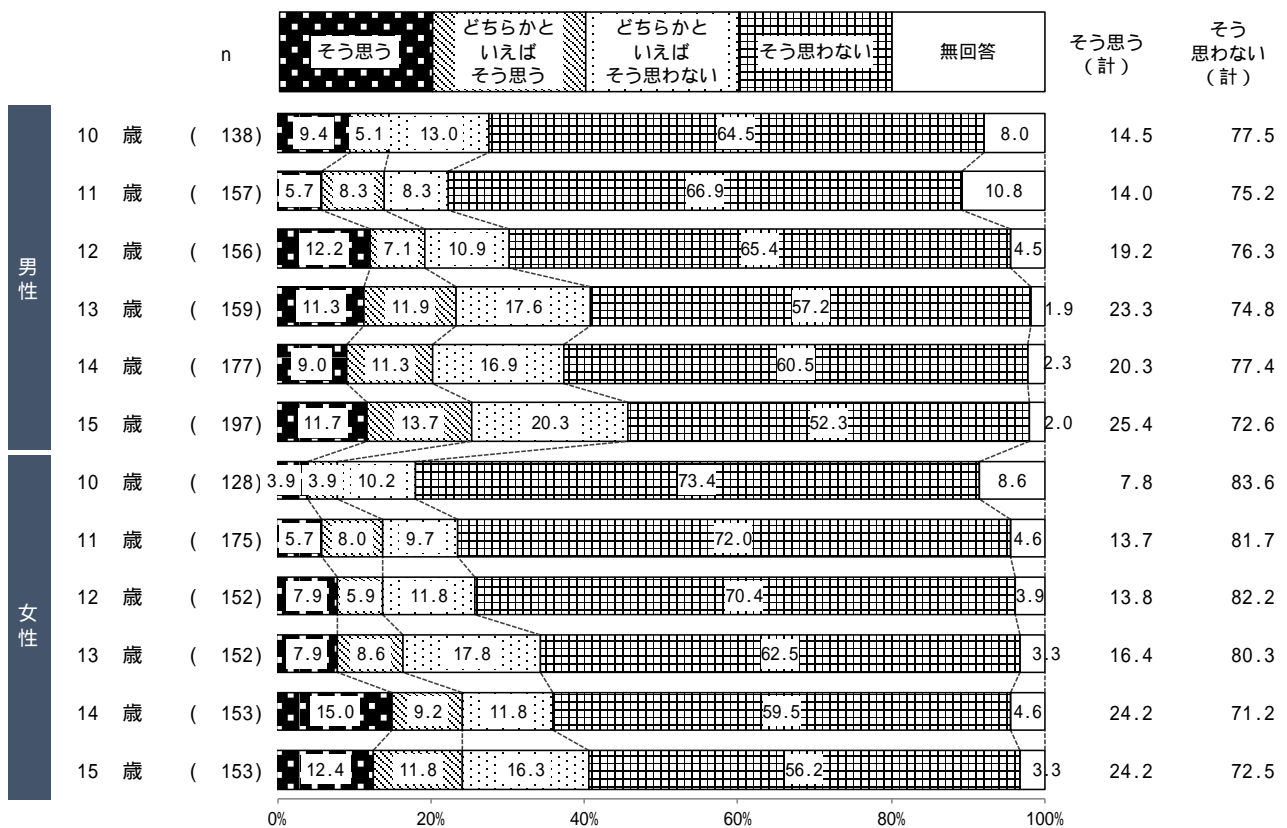 n そう思う どちらかといえばそう思う どちらかといえばそう思わない そう思わない 無回答 そう思う（計） そう思わない（計）
男性
10 歳 ( 138) 9.4 5.1 13.0 64.5 8.0 14.5 77.5
11 歳 ( 157) 5.7 8.3 8.3 66.9 10.8 14.0 75.2
12 歳 ( 156) 12.2 7.1 10.9 65.4 4.5 19.2 76.3
13 歳 ( 159) 11.3 11.9 17.6 57.2 1.9 23.3 74.8
14 歳 ( 177) 9.0 11.3 16.9 60.5 2.3 20.3 77.4
15 歳 ( 197) 11.7 13.7 20.3 52.3 2.0 25.4 72.6
女性
10 歳 ( 128) 3.9 3.9 10.2 73.4 8.6 7.8 83.6
11 歳 ( 175) 5.7 8.0 9.7 72.0 4.6 13.7 81.7
12 歳 ( 152) 7.9 5.9 11.8 70.4 3.9 13.8 82.2
13 歳 ( 152) 7.9 8.6 17.8 62.5 3.3 16.4 80.3
14 歳 ( 153) 15.0 9.2 11.8 59.5 4.6 24.2 71.2
15 歳 ( 153) 12.4 11.8 16.3 56.2 3.3 24.2 72.5
0% 20% 40% 60% 80% 100%